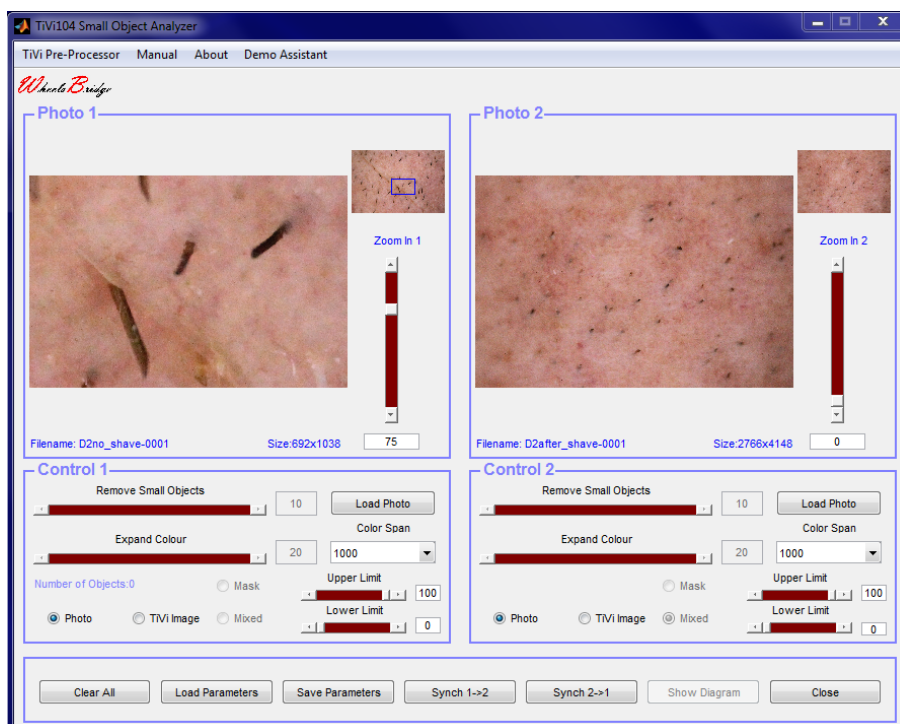 TiVi104 Small Object Analyzer
TiVi Pre-Processor Manual About Demo Assistant
WheelsBridge
Photo 1
Zoom In 1
Filename: D2no_shave-0001 Size:692x1038 75
Photo 2
Zoom In 2
Filename: D2after_shave-0001 Size:2766x4148 0
Control 1
Remove Small Objects
10 Load Photo
Color Span
Expand Colour
20 1000
Number of Objects:0 Mask Upper Limit
100
Photo TiVi Image Mixed Lower Limit
0
Control 2
Remove Small Objects
10 Load Photo
Color Span
Expand Colour
20 1000
Mask Upper Limit
100
Photo TiVi Image Mixed Lower Limit
0
Clear All Load Parameters Save Parameters Synch 1->2 Synch 2->1 Show Diagram Close